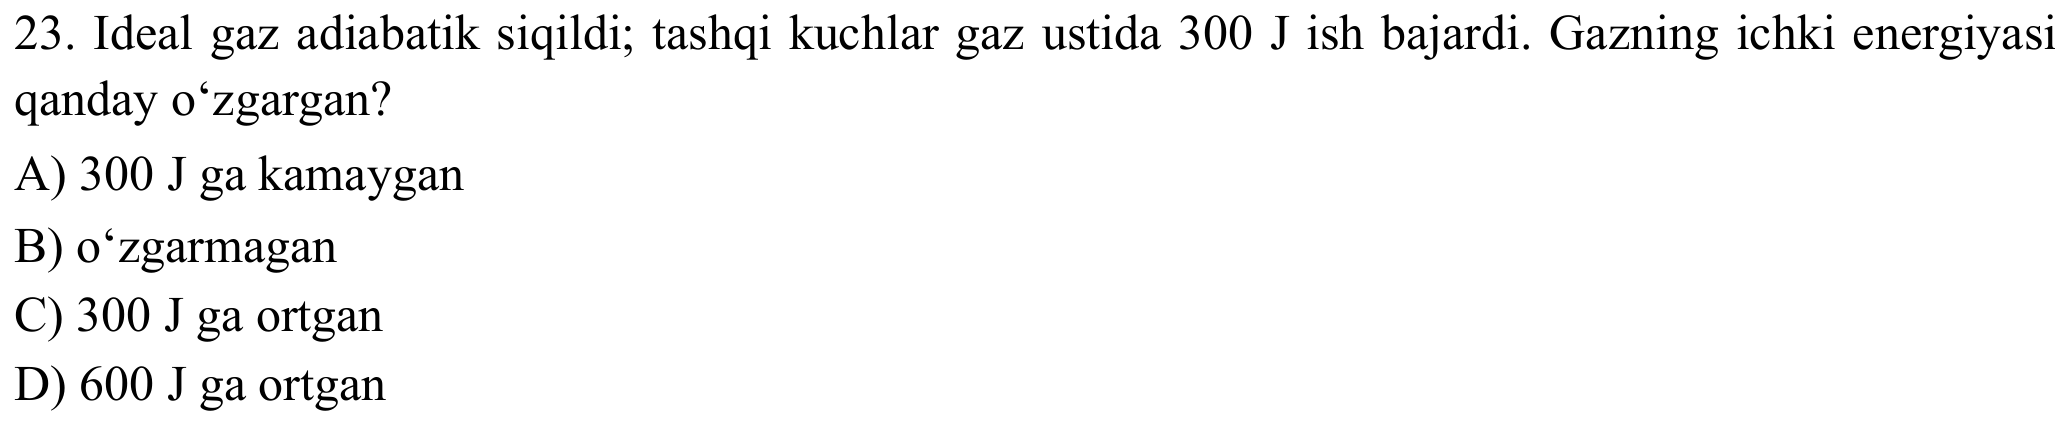 23. Ideal gaz adiabatik siqildi; tashqi kuchlar gaz ustida 300 J ish bajardi. Gazning ichki energiyasi
qanday o‘zgargan?
A) 300 J ga kamaygan
B) o‘zgarmagan
C) 300 J ga ortgan
D) 600 J ga ortgan